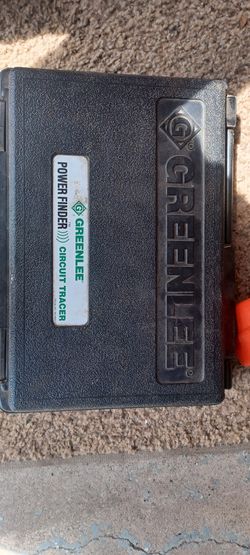 GREENLEE
POWER FINDER))))
CIRCUIT TRACER
G GREENLEE®